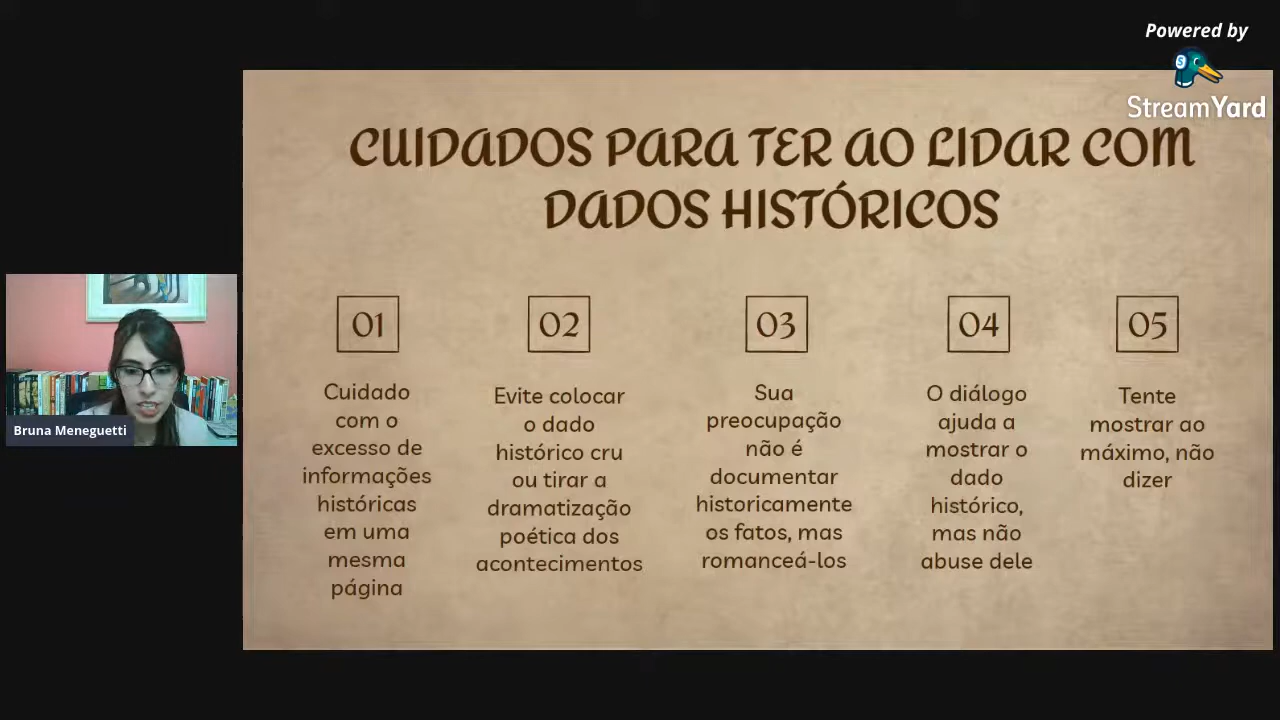 Powered by
StreamYard
CUIDADOS PARA TER AO LIDAR COM
DADOS HISTÓRICOS
01
Cuidado
com o
excesso de
informações
históricas
em uma
mesma
página
02
Evite colocar
o dado
histórico cru
ou tirar a
dramatização
poética dos
acontecimentos
03
Sua
preocupação
não é
documentar
historicamente
os fatos, mas
romanceá-los
04
O diálogo
ajuda a
mostrar o
dado
histórico,
mas não
abuse dele
05
Tente
mostrar ao
máximo, não
dizer
Bruna Meneguetti